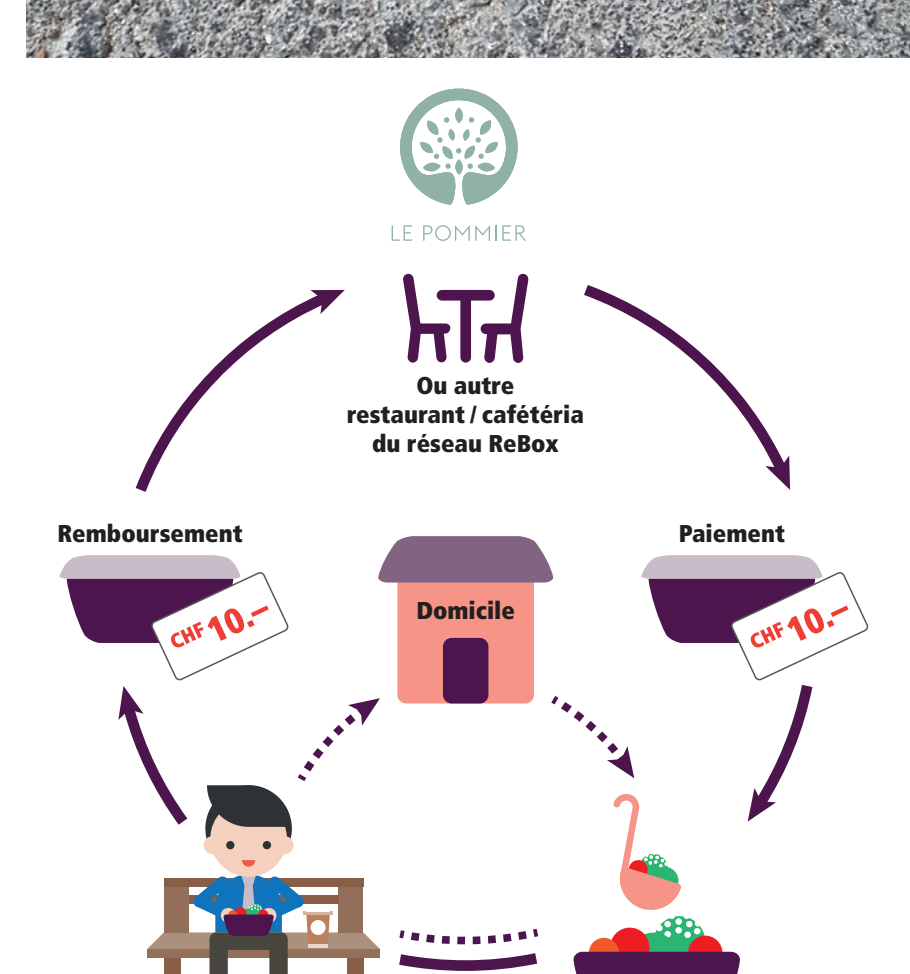 LE POMMIER
Ou autre
restaurant / cafétéria
du réseau ReBox
Remboursement
Paiement
CHF 10.–
Domicile
CHF 10.–